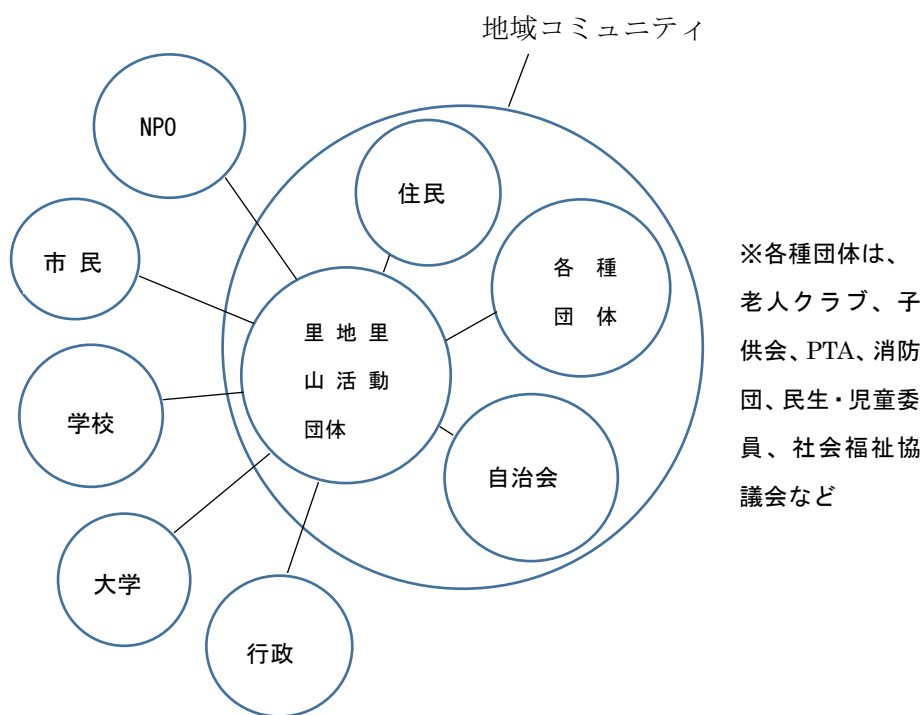 地域コミュニティ
NPO
住民
市 民
各 種
団 体
里 地 里
山 活 動
団体
学校
自治会
大学
行政
※各種団体は、
老人クラブ、子
供会、PTA、消防
団、民生・児童委
員、社会福祉協
議会など